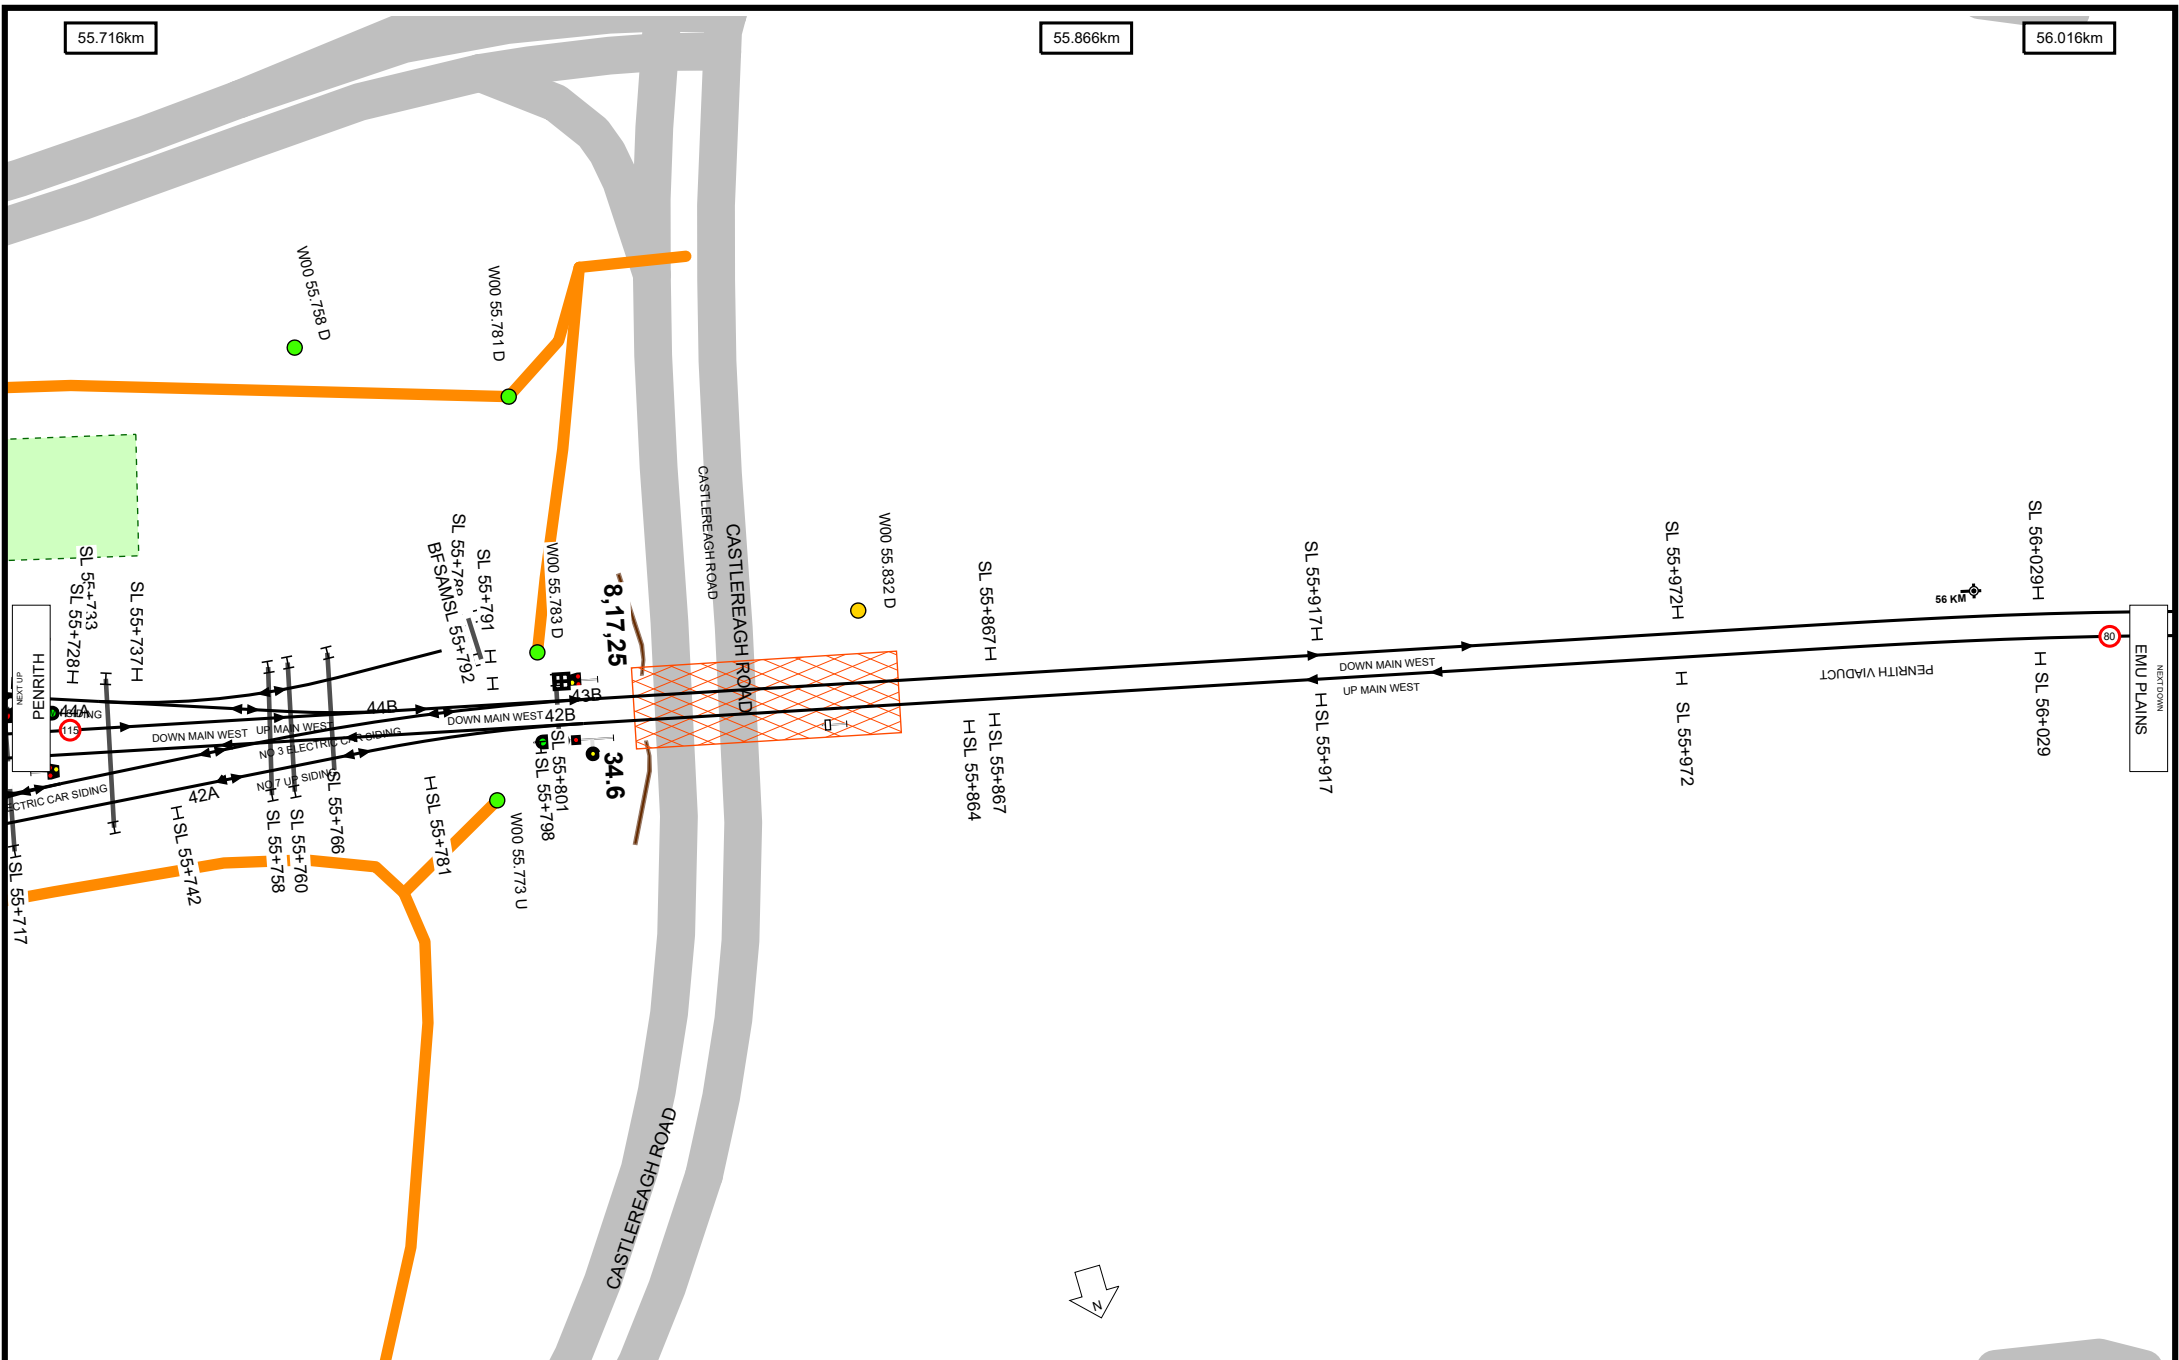 55.716km
55.866km
56.016km
W00 55.758 D
W00 55.781 D
CASTLEREAGH ROAD
CASTLEREAGH ROAD
W00 55.832 D
SL 55+733
SL 55+728H
SL 55+737H
BFSAMSL 55+792
SL 55+791
W00 55.783 D
8,17,25
SL 55+867H
SL 55+917H
SL 55+972H
56 KM
SL 56+029H
NEXT UP
PENRITH
44A
115
DOWN MAIN WEST
UP MAIN WEST
44B
DOWN MAIN WEST
43B
42B
NO 3 ELECTRIC CAR SIDING
NO 7 UP SIDING
ECTRIC CAR SIDING
42A
34.6
DOWN MAIN WEST
UP MAIN WEST
PENRITH VIADUCT
80
EMU PLAINS
NEXT DOWN
HSL 55+717
HSL 55+742
H SL 55+758
H SL 55+760
SL 55+766
HSL 55+781
HSL 55+798
HSL 55+801
W00 55.773 U
HSL 55+864
HSL 55+867
HSL 55+917
H SL 55+972
H SL 56+029
CASTLEREAGH ROAD
N